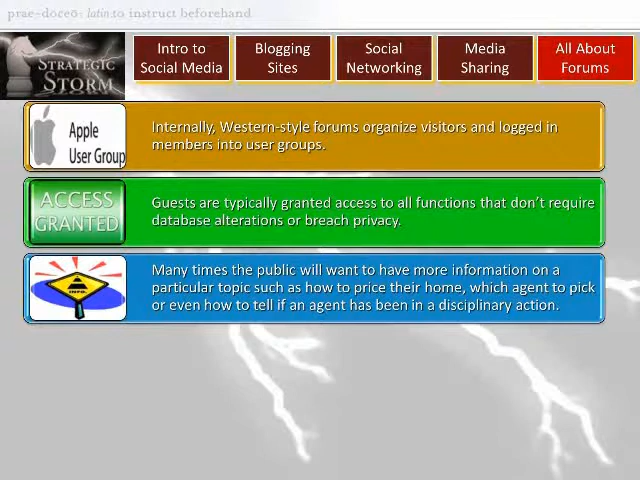 prae-doceō: latin: to instruct beforehand
STRATEGIC
STORM
Intro to
Social Media
Blogging
Sites
Social
Networking
Media
Sharing
All About
Forums
Apple
User Group
Internally, Western-style forums organize visitors and logged in
members into user groups.
ACCESS
GRANTED
Guests are typically granted access to all functions that don't require
database alterations or breach privacy.
INFO.
Many times the public will want to have more information on a
particular topic such as how to price their home, which agent to pick
or even how to tell if an agent has been in a disciplinary action.